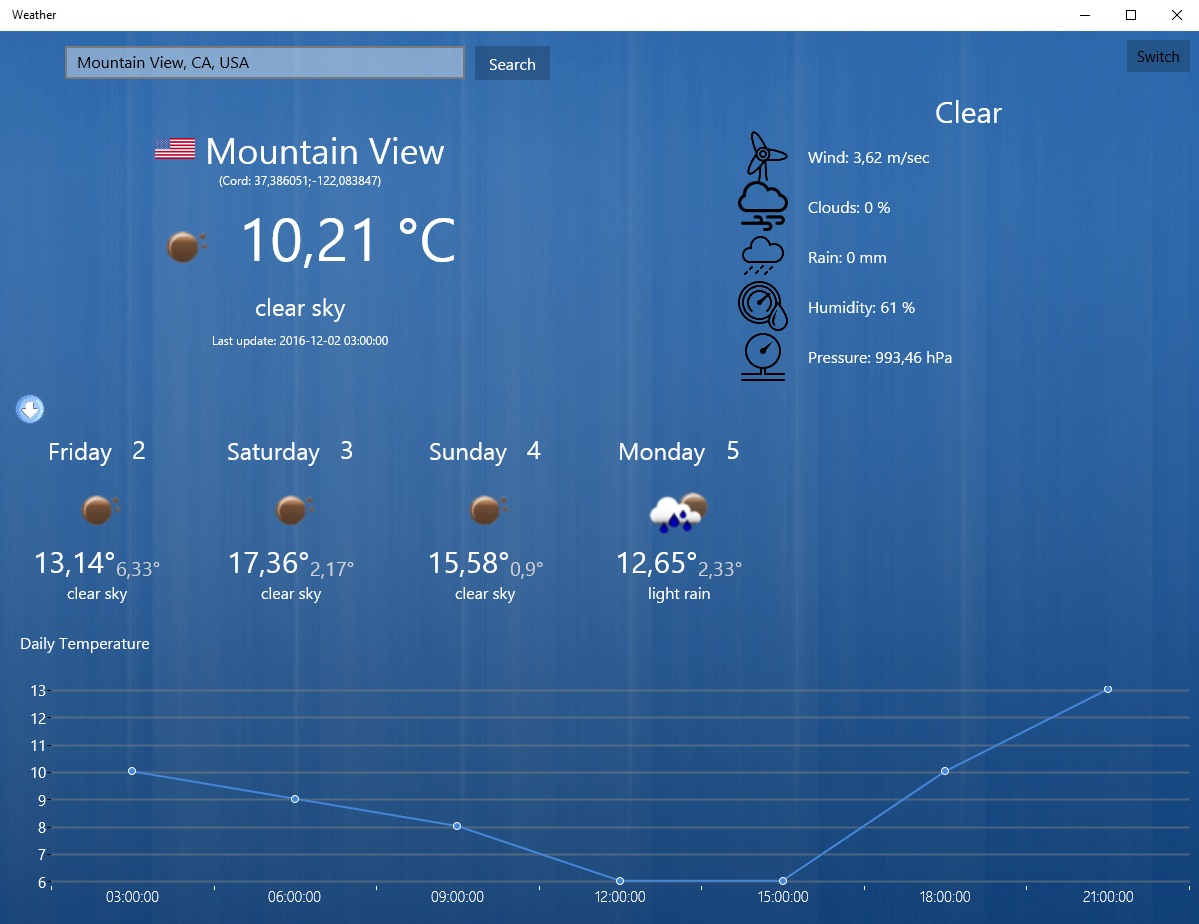 Weather
Mountain View, CA, USA
Search
Switch
Mountain View
(Cord: 37,386051;-122,083847)
10,21 °C
clear sky
Last update: 2016-12-02 03:00:00
Clear
Wind: 3,62 m/sec
Clouds: 0 %
Rain: 0 mm
Humidity: 61 %
Pressure: 993,46 hPa
Friday 2
13,14° 6,33°
clear sky
Saturday 3
17,36° 2,17°
clear sky
Sunday 4
15,58° 0,9°
clear sky
Monday 5
12,65° 2,33°
light rain
Daily Temperature
13
12
11
10
9
8
7
6
03:00:00 06:00:00 09:00:00 12:00:00 15:00:00 18:00:00 21:00:00